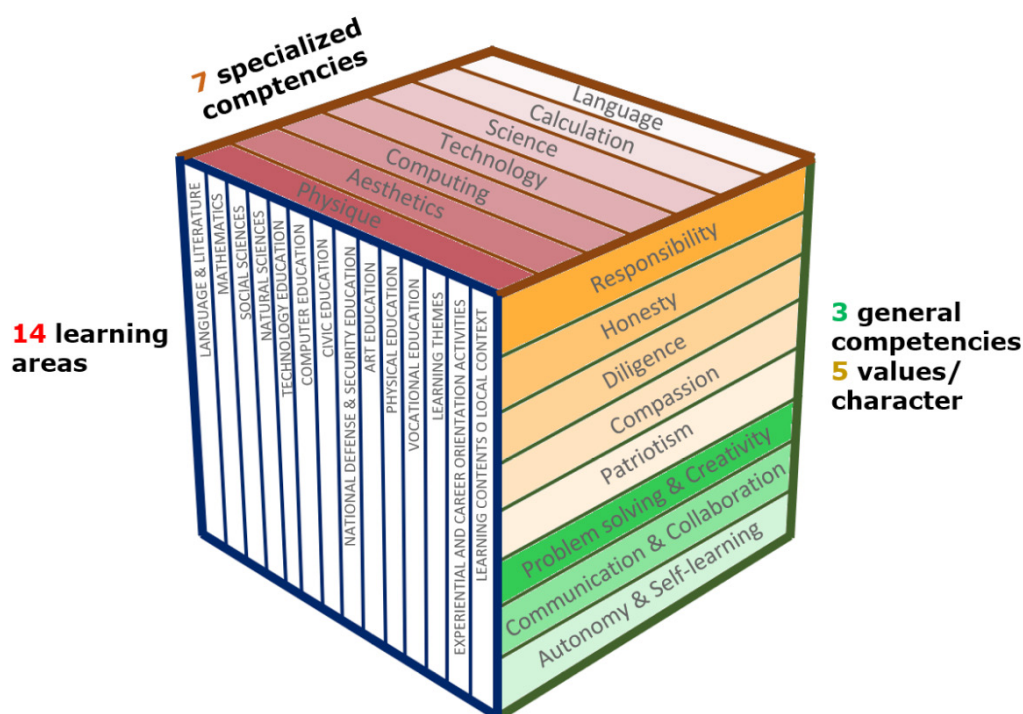 7 specialized
comptencies
Language
Calculation
Science
Technology
Computing
Aesthetics
Physique
14 learning
areas
LANGUAGE & LITERATURE
MATHEMATICS
SOCIAL SCIENCES
NATURAL SCIENCES
TECHNOLOGY EDUCATION
COMPUTER EDUCATION
CIVIC EDUCATION
NATIONAL DEFENSE & SECURITY EDUCATION
ART EDUCATION
PHYSICAL EDUCATION
VOCATIONAL EDUCATION
LEARNING THEMES
EXPERIENTIAL AND CAREER ORIENTATION ACTIVITIES
LEARNING CONTENTS O LOCAL CONTEXT
Responsibility
Honesty
Diligence
Compassion
Patriotism
Problem solving & Creativity
Communication & Collaboration
Autonomy & Self-learning
3 general
competencies
5 values/
character